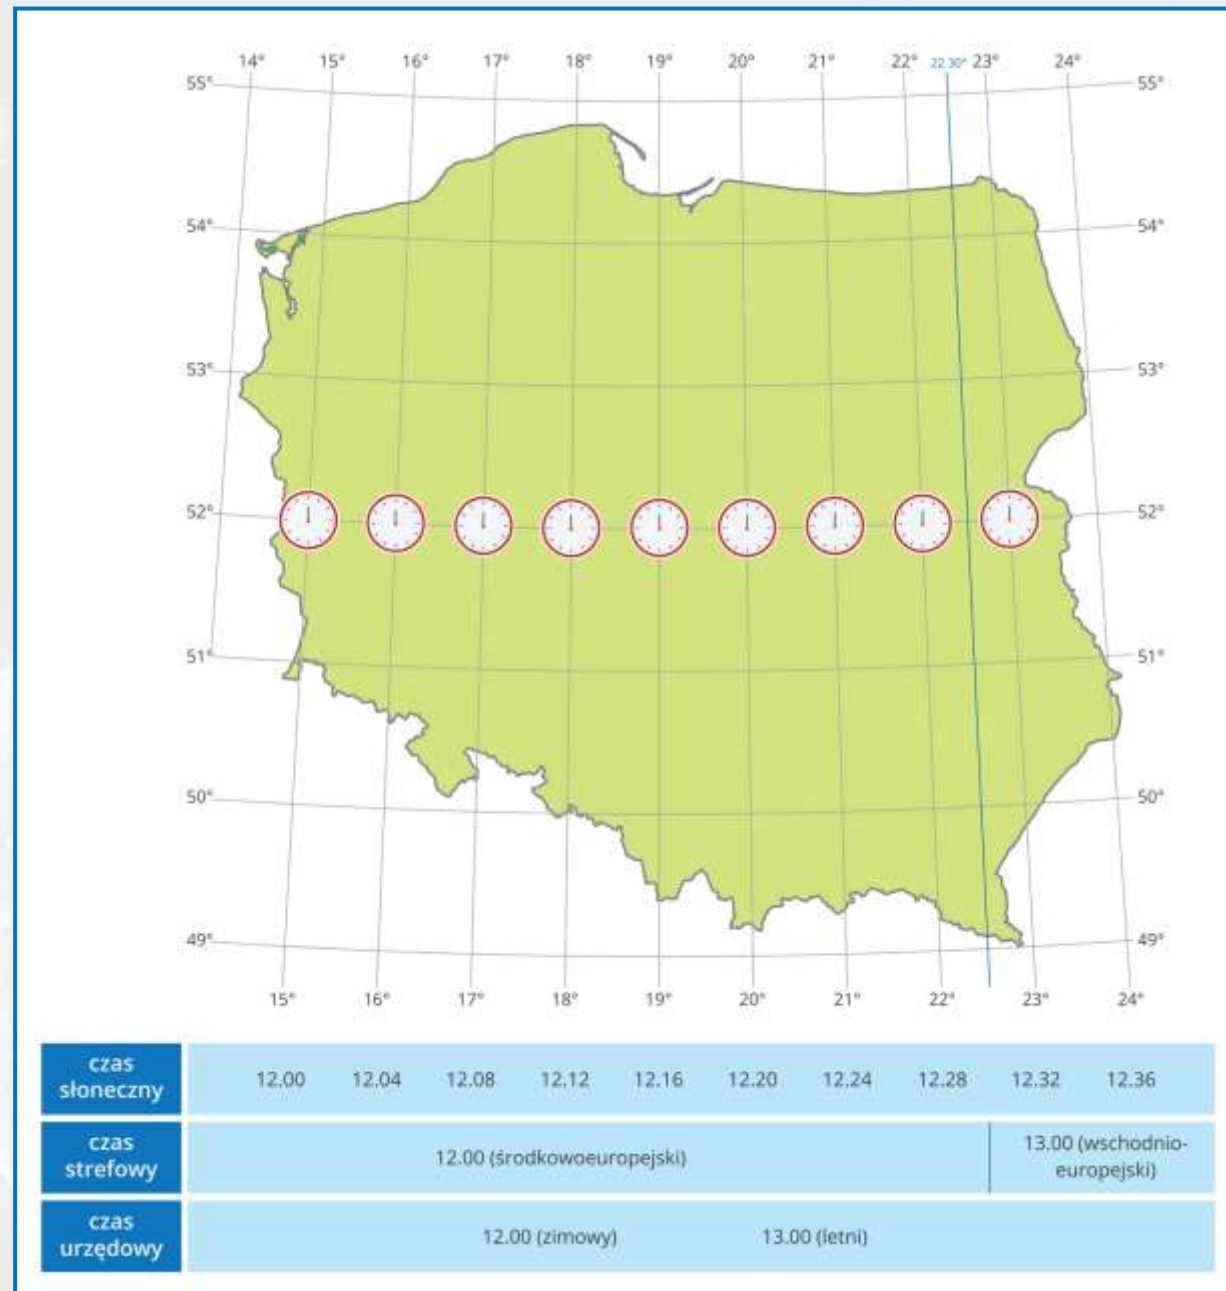 14° 15° 16° 17° 18° 19° 20° 21° 22° 22.30° 23° 24°
55° 55°
54° 54°
53° 53°
52° 52°
51° 51°
50° 50°
49° 49°
15° 16° 17° 18° 19° 20° 21° 22° 23° 24°
czas
słoneczny
12.00 12.04 12.08 12.12 12.16 12.20 12.24 12.28 12.32 12.36
czas
strefowy
12.00 (środkowoeuropejski)
13.00 (wschodnio-
europejski)
czas
urzędowy
12.00 (zimowy) 13.00 (letni)